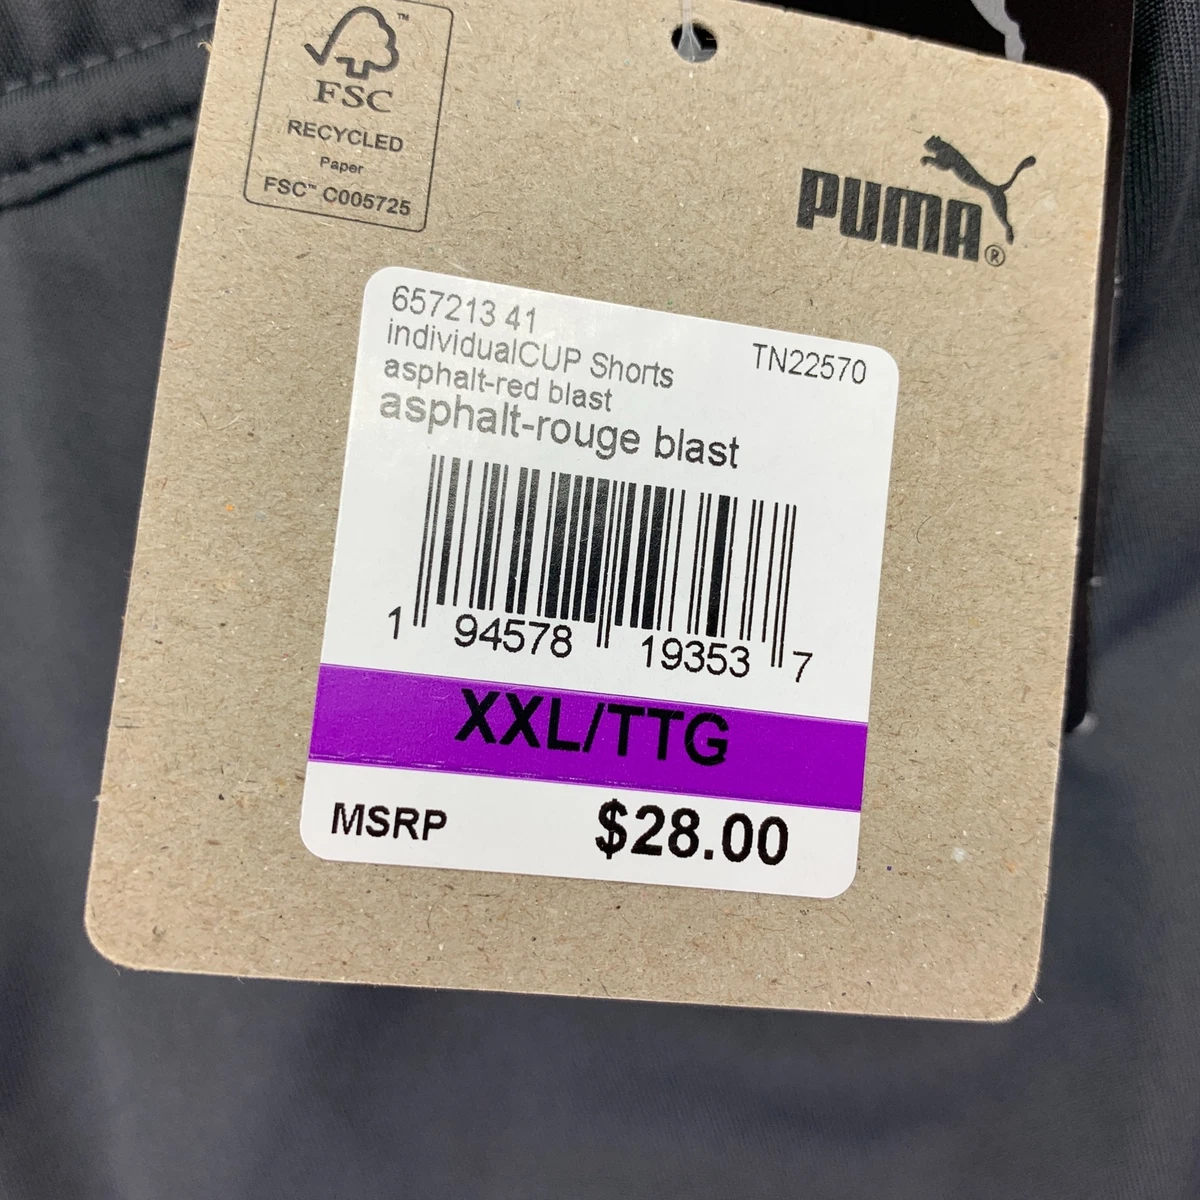 FSC™
RECYCLED
Paper
FSC™ C005725
PUMA®
657213 41
TN22570
individualCUP Shorts
asphalt-red blast
asphalt-rouge blast
1 94578 19353 7
XXL/TTG
MSRP $28.00